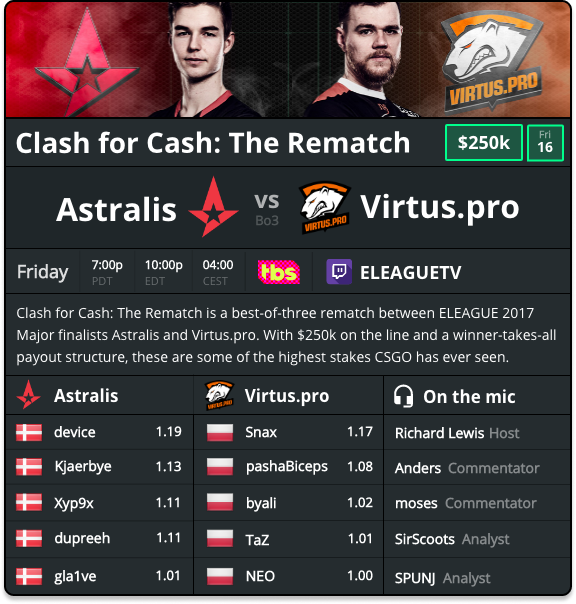 VIRTUS.PRO
Clash for Cash: The Rematch
$250k
Fri
16
Astralis
VS
Bo3
VIRTUS.PRO
Virtus.pro
Friday
7:00p
PDT
10:00p
EDT
04:00
CEST
tbs
ELEAGUETV
Clash for Cash: The Rematch is a best-of-three rematch between ELEAGUE 2017
Major finalists Astralis and Virtus.pro. With $250k on the line and a winner-takes-all
payout structure, these are some of the highest stakes CSGO has ever seen.
Astralis
device 1.19
Kjaerbye 1.13
Xyp9x 1.11
dupreeh 1.11
gla1ve 1.01
VIRTUS.PRO
Virtus.pro
Snax 1.17
pashaBiceps 1.08
byali 1.02
TaZ 1.01
NEO 1.00
On the mic
Richard Lewis Host
Anders Commentator
moses Commentator
SirScoots Analyst
SPUNJ Analyst